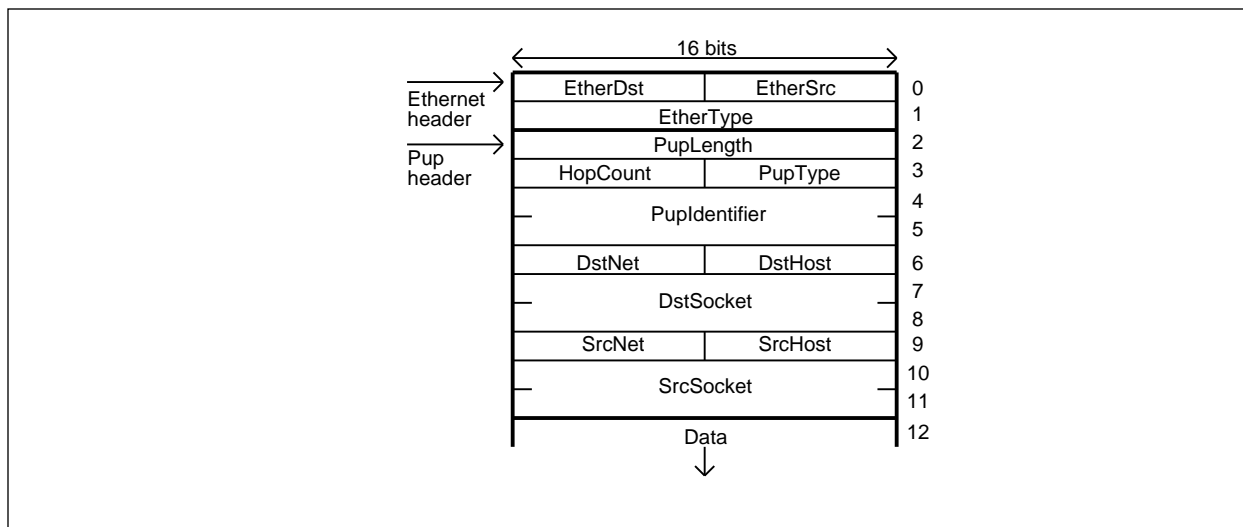 16 bits
EtherDst EtherSrc 0
Ethernet
header
EtherType 1
PupLength 2
Pup
header
HopCount PupType 3
4
PupIdentifier
5
DstNet DstHost 6
7
DstSocket
8
SrcNet SrcHost 9
10
SrcSocket
11
Data 12